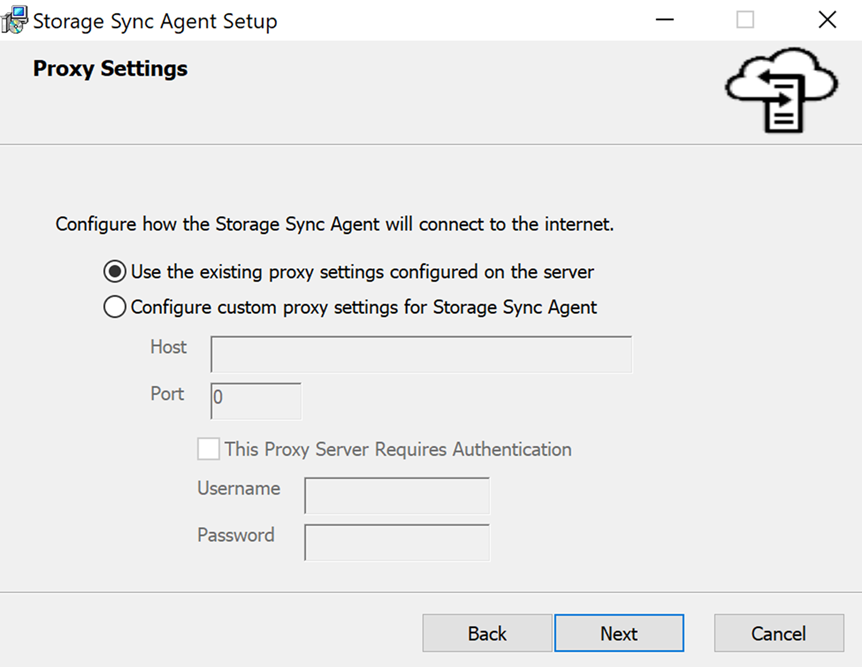 Storage Sync Agent Setup
Proxy Settings
Configure how the Storage Sync Agent will connect to the internet.
Use the existing proxy settings configured on the server
Configure custom proxy settings for Storage Sync Agent
Host
Port 0
This Proxy Server Requires Authentication
Username
Password
Back Next Cancel